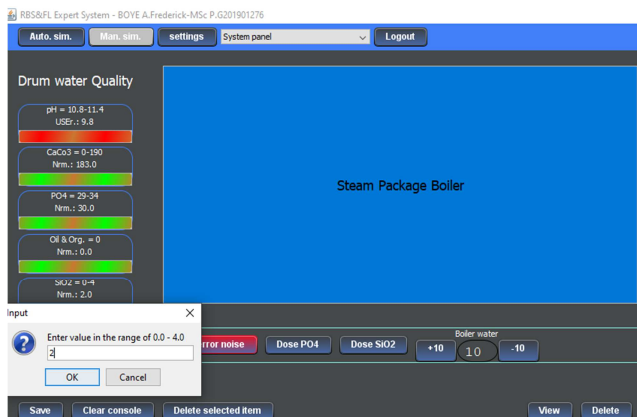 RBS&FL Expert System - BOYE A.Frederick-MSc P.G201901276
Auto. sim. Man. sim. settings System panel Logout
Drum water Quality
pH = 10.8-11.4
USEr.: 9.8
CaCo3 = 0-190
Nrm.: 183.0
PO4 = 29-34
Nrm.: 30.0
Oil & Org. = 0
Nrm.: 0.0
SiO2 = 0-4
Nrm.: 2.0
Steam Package Boiler
Input
Enter value in the range of 0.0 - 4.0
2
OK Cancel
noise Dose PO4 Dose SiO2
Boiler water
+10 10 -10
Save Clear console Delete selected item View Delete